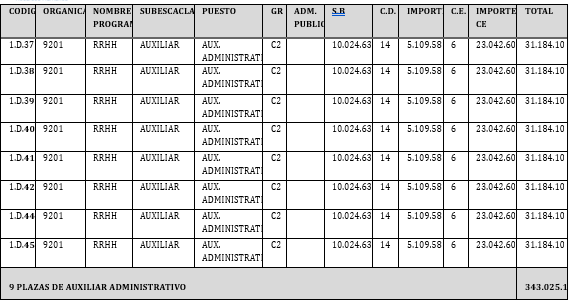 CODIG ORGANICA NOMBRE PROGRAM SUBESCACLA PUESTO GR ADM. PUBLIC S.B C.D. IMPORT C.E. IMPORTE CE TOTAL
1.D.37 9201 RRHH AUXILIAR AUX. ADMINISTRATI C2 10.024.63 14 5.109.58 6 23.042.60 31.184.10
1.D.38 9201 RRHH AUXILIAR AUX. ADMINISTRATI C2 10.024.63 14 5.109.58 6 23.042.60 31.184.10
1.D.39 9201 RRHH AUXILIAR AUX. ADMINISTRATI C2 10.024.63 14 5.109.58 6 23.042.60 31.184.10
1.D.40 9201 RRHH AUXILIAR AUX. ADMINISTRATI C2 10.024.63 14 5.109.58 6 23.042.60 31.184.10
1.D.41 9201 RRHH AUXILIAR AUX. ADMINISTRATI C2 10.024.63 14 5.109.58 6 23.042.60 31.184.10
1.D.42 9201 RRHH AUXILIAR AUX. ADMINISTRATI C2 10.024.63 14 5.109.58 6 23.042.60 31.184.10
1.D.44 9201 RRHH AUXILIAR AUX. ADMINISTRATI C2 10.024.63 14 5.109.58 6 23.042.60 31.184.10
1.D.45 9201 RRHH AUXILIAR AUX. ADMINISTRATI C2 10.024.63 14 5.109.58 6 23.042.60 31.184.10
9 PLAZAS DE AUXILIAR ADMINISTRATIVO 343.025.1